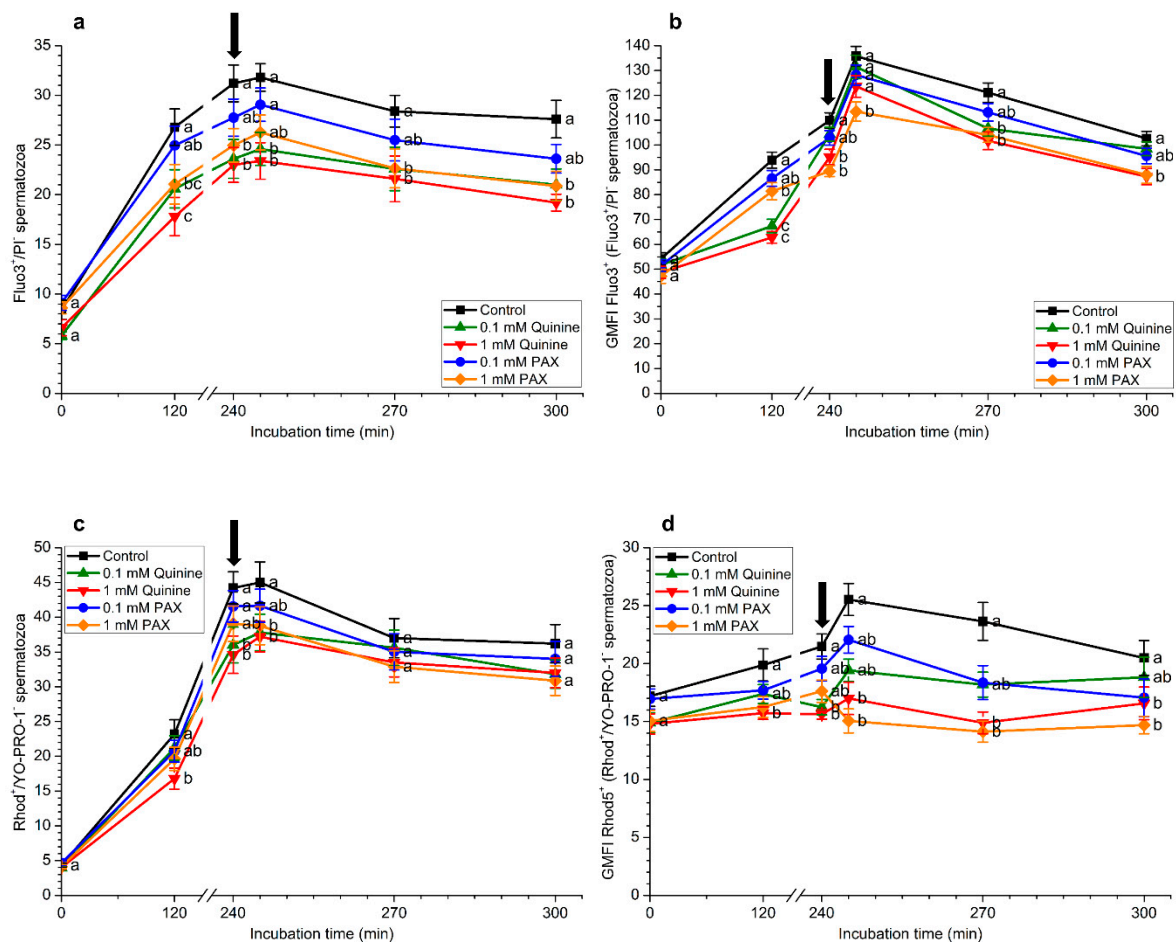 a
Fluo3⁺/PI⁻ spermatozoa
35
30
25
20
15
10
5
0
a
a
a
ab
bc
c
a
ab
b
b
b
a
a
ab
b
b
a
ab
b
b
a
ab
b
b
Control
0.1 mM Quinine
1 mM Quinine
0.1 mM PAX
1 mM PAX
0 120 240 270 300
Incubation time (min)
b
GMFI Fluo3⁺ (Fluo3⁺/PI⁻ spermatozoa)
140
130
120
110
100
90
80
70
60
50
40
30
20
10
0
a
a
a
ab
b
c
c
a
ab
b
b
a
a
a
a
b
a
ab
b
b
a
ab
ab
b
b
Control
0.1 mM Quinine
1 mM Quinine
0.1 mM PAX
1 mM PAX
0 120 240 270 300
Incubation time (min)
c
Rhod⁺/YO-PRO-1⁻ spermatozoa
50
45
40
35
30
25
20
15
10
5
0
Control
0.1 mM Quinine
1 mM Quinine
0.1 mM PAX
1 mM PAX
a
a
ab
b
a
a
ab
b
b
a
ab
b
b
a
a
a
a
a
a
0 120 240 270 300
Incubation time (min)
d
GMFI Rhod5⁺ (Rhod⁺/YO-PRO-1⁻ spermatozoa)
30
25
20
15
10
5
0
Control
0.1 mM Quinine
1 mM Quinine
0.1 mM PAX
1 mM PAX
a
a
a
a
a
b
a
ab
ab
b
b
a
ab
ab
b
b
a
ab
ab
b
b
a
ab
b
b
b
0 120 240 270 300
Incubation time (min)